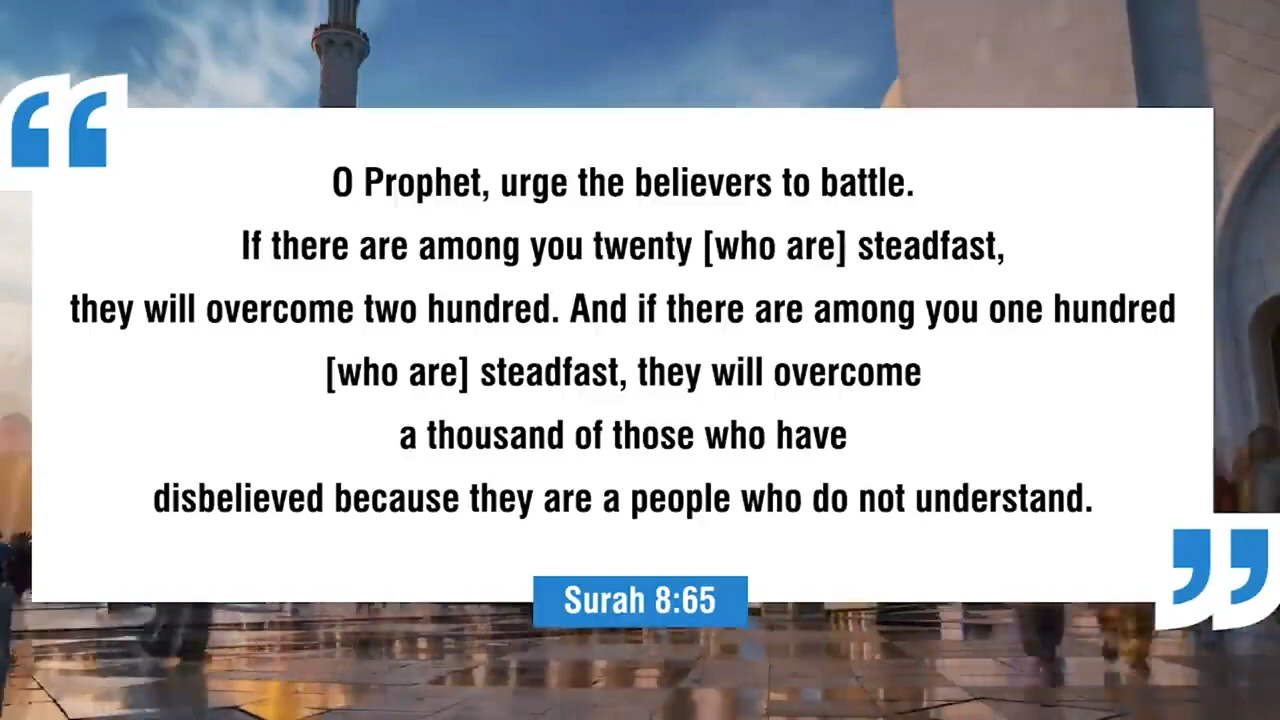 O Prophet, urge the believers to battle.
If there are among you twenty [who are] steadfast,
they will overcome two hundred. And if there are among you one hundred
[who are] steadfast, they will overcome
a thousand of those who have
disbelieved because they are a people who do not understand.
Surah 8:65